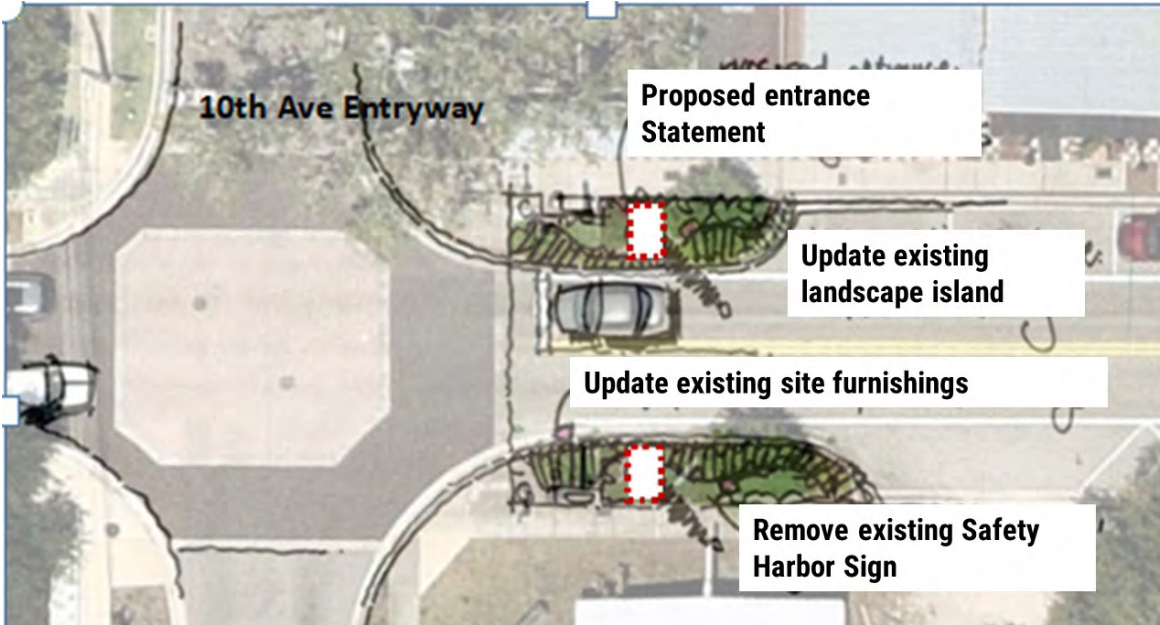 10th Ave Entryway
Proposed entrance
Statement
Update existing
landscape island
Update existing site furnishings
Remove existing Safety
Harbor Sign